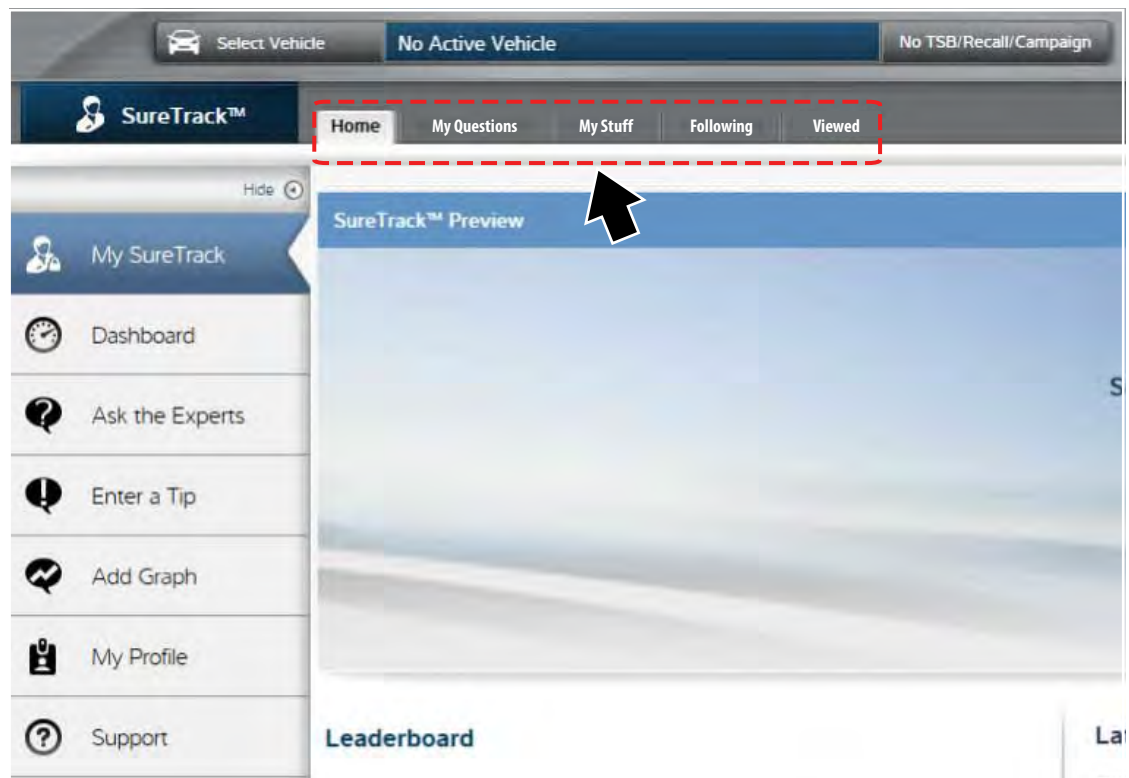 Select Vehicle No Active Vehicle No TSB/Recall/Campaign
SureTrack™ Home My Questions My Stuff Following Viewed
Hide
SureTrack™ Preview
My SureTrack
Dashboard
Ask the Experts
Enter a Tip
Add Graph
My Profile
Support
Leaderboard